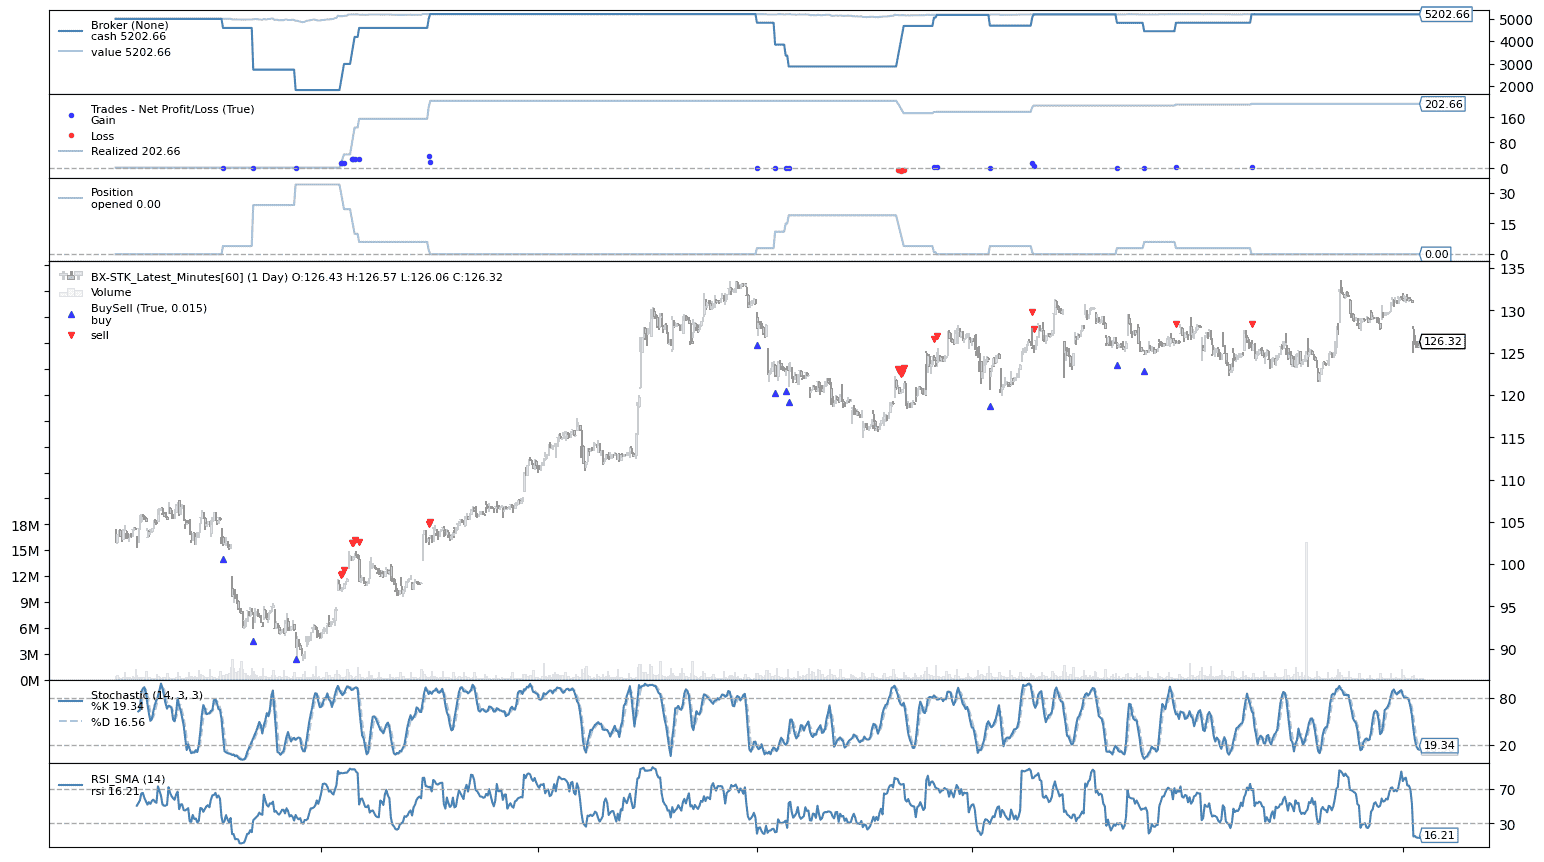 Broker (None)
cash 5202.66
value 5202.66
5202.66
5000
4000
3000
2000
Trades - Net Profit/Loss (True)
Gain
Loss
Realized 202.66
202.66
160
80
0
Position
opened 0.00
30
15
0
0.00
BX-STK_Latest_Minutes[60] (1 Day) O:126.43 H:126.57 L:126.06 C:126.32
Volume
BuySell (True, 0.015)
buy
sell
135
130
126.32
125
120
115
110
105
100
95
90
18M
15M
12M
9M
6M
3M
0M
Stochastic (14, 3, 3)
%K 19.34
%D 16.56
80
20
19.34
RSI_SMA (14)
rsi 16.21
70
30
16.21